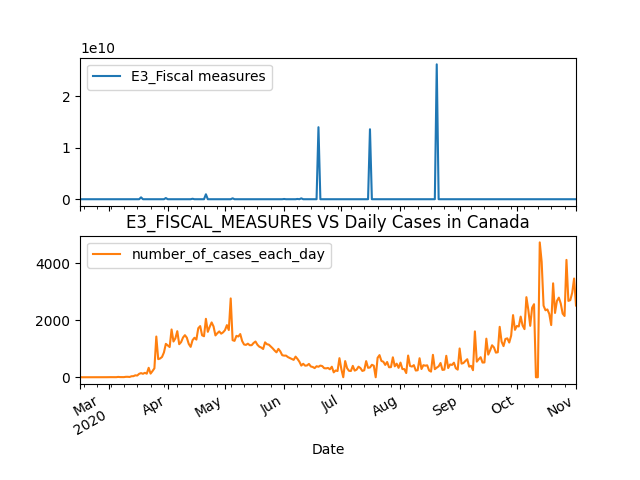 1e10
E3_Fiscal measures
2
1
0
E3_FISCAL_MEASURES VS Daily Cases in Canada
number_of_cases_each_day
4000
2000
0
Mar
2020
Apr
May
Jun
Jul
Aug
Sep
Oct
Nov
Date